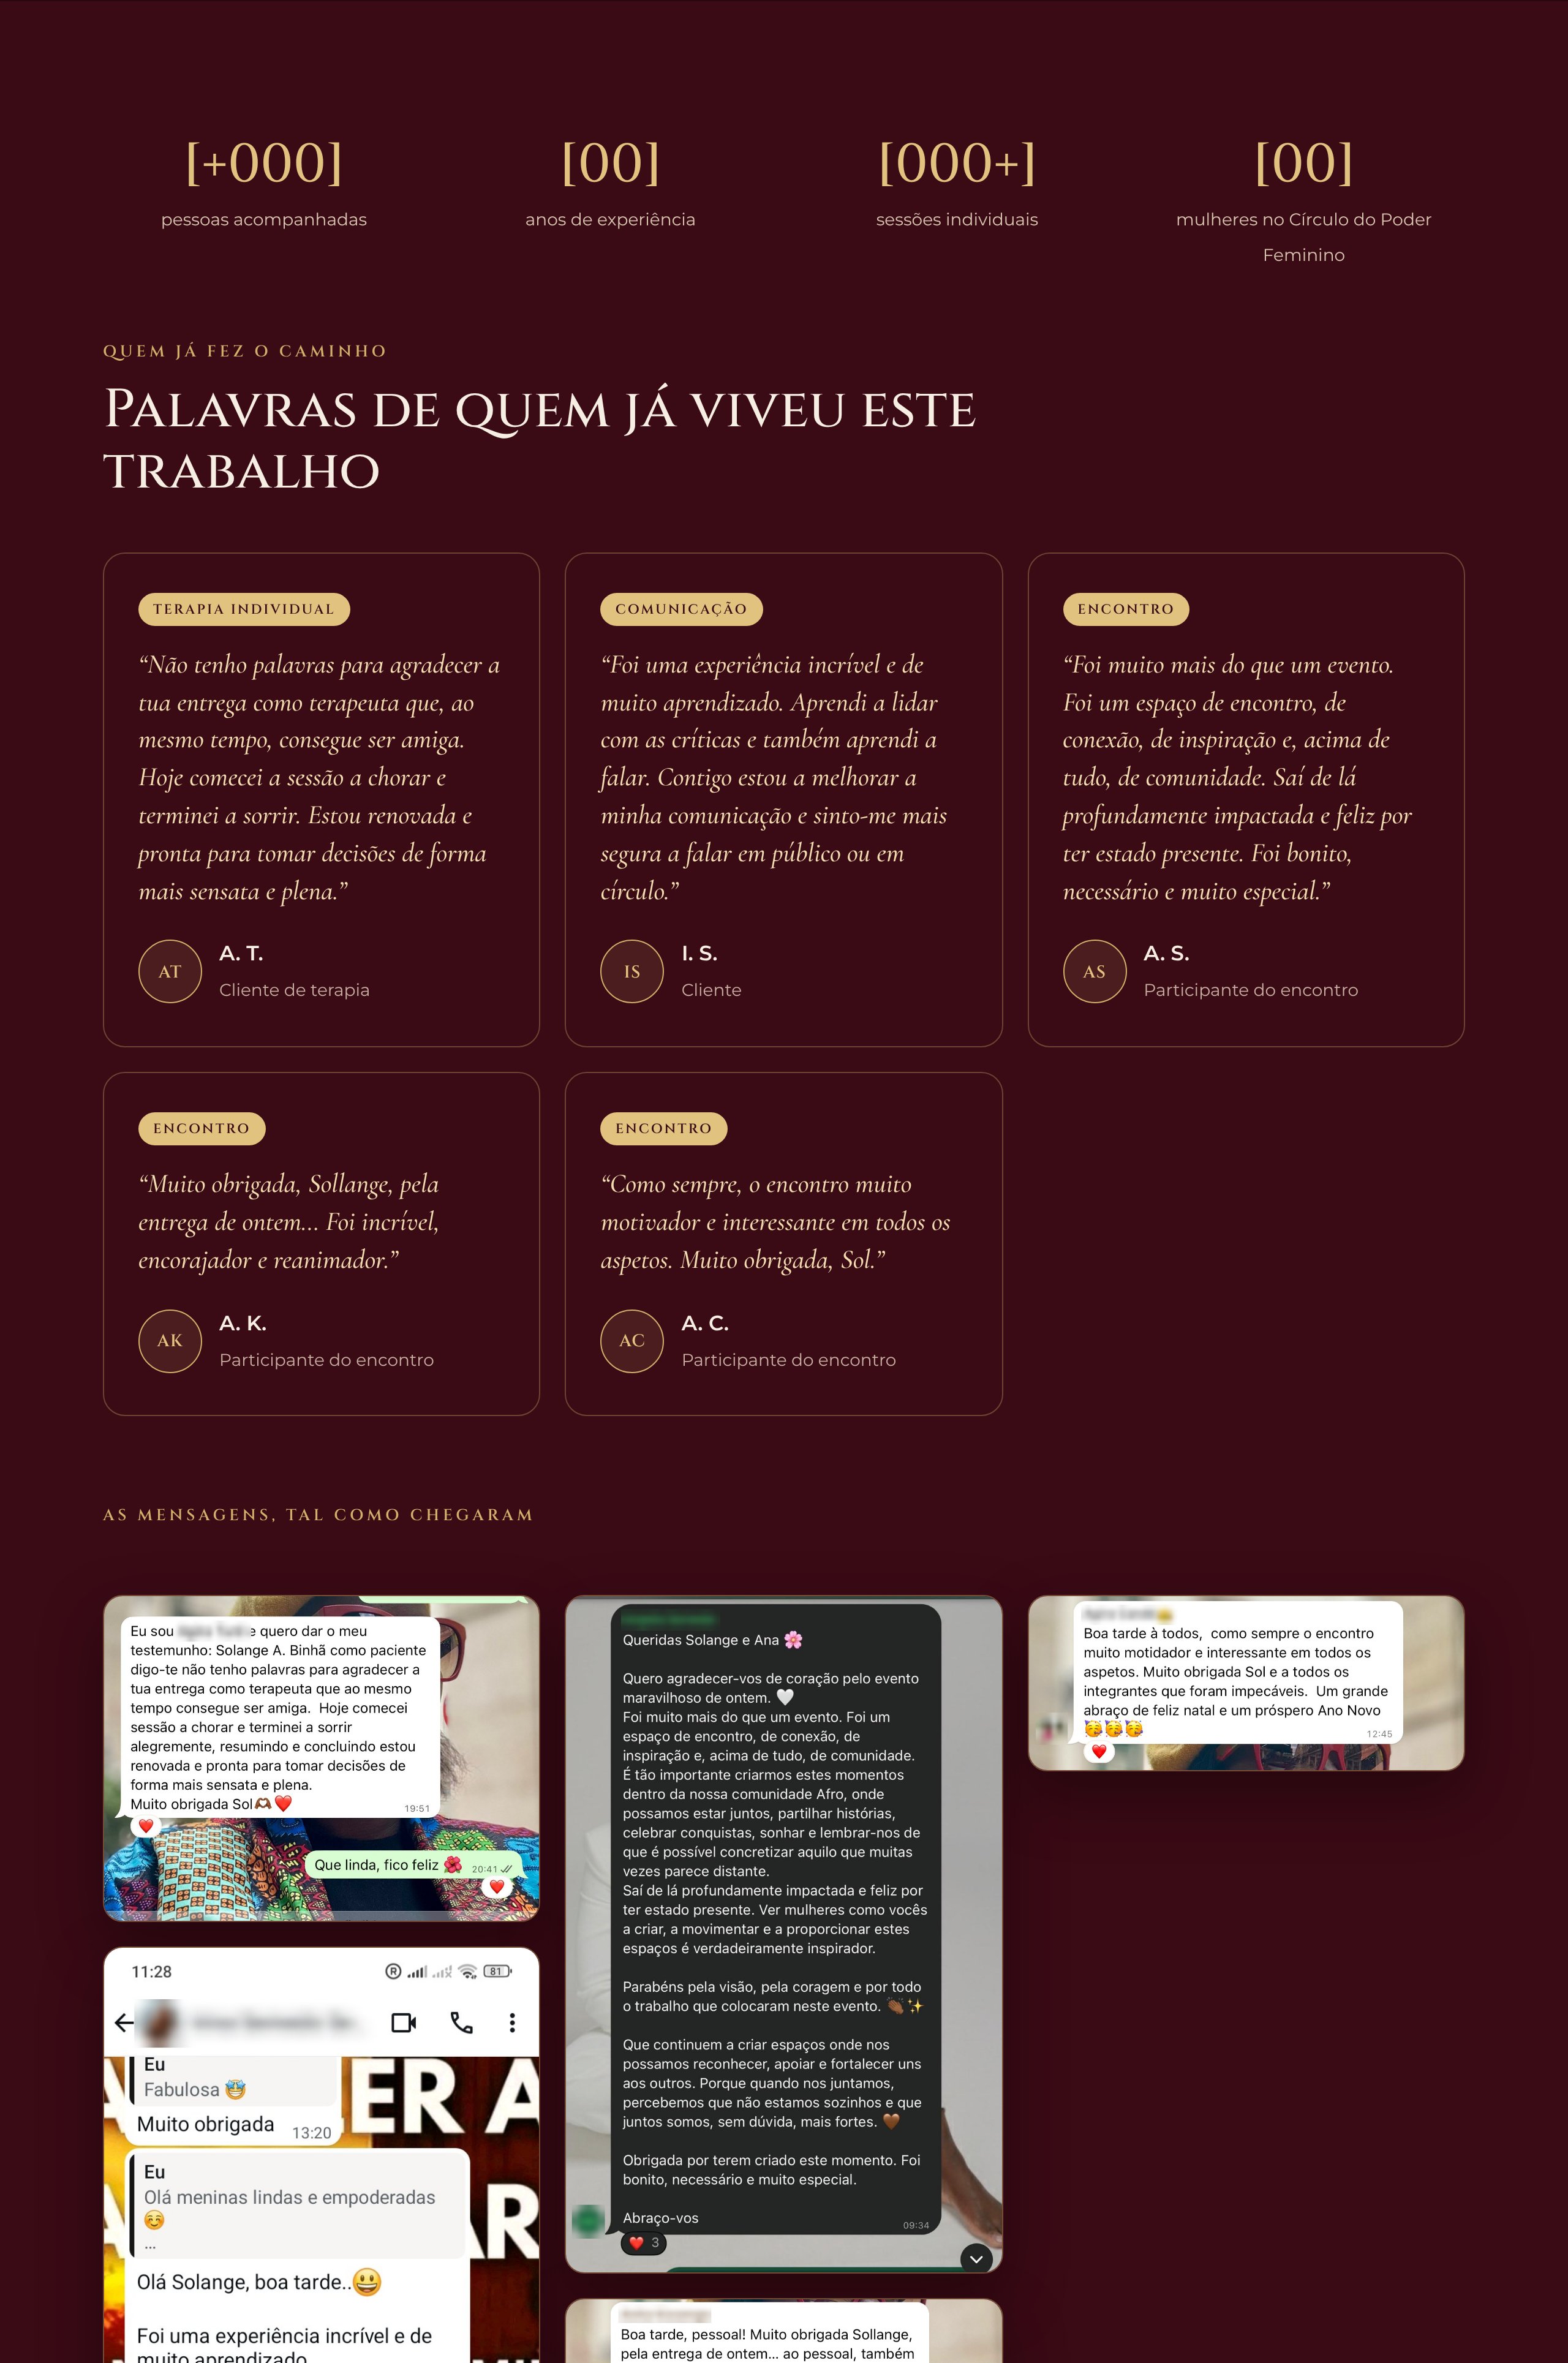 [+000]
pessoas acompanhadas
[00]
anos de experiência
[000+]
sessões individuais
[00]
mulheres no Círculo do Poder
Feminino
QUEM JÁ FEZ O CAMINHO
PALAVRAS DE QUEM JÁ VIVEU ESTE
TRABALHO
TERAPIA INDIVIDUAL
“Não tenho palavras para agradecer a
tua entrega como terapeuta que, ao
mesmo tempo, consegue ser amiga.
Hoje comecei a sessão a chorar e
terminei a sorrir. Estou renovada e
pronta para tomar decisões de forma
mais sensata e plena.”
AT
A. T.
Cliente de terapia
COMUNICAÇÃO
“Foi uma experiência incrível e de
muito aprendizado. Aprendi a lidar
com as críticas e também aprendi a
falar. Contigo estou a melhorar a
minha comunicação e sinto-me mais
segura a falar em público ou em
círculo.”
IS
I. S.
Cliente
ENCONTRO
“Foi muito mais do que um evento.
Foi um espaço de encontro, de
conexão, de inspiração e, acima de
tudo, de comunidade. Saí de lá
profundamente impactada e feliz por
ter estado presente. Foi bonito,
necessário e muito especial.”
AS
A. S.
Participante do encontro
ENCONTRO
“Muito obrigada, Sollange, pela
entrega de ontem… Foi incrível,
encorajador e reanimador.”
AK
A. K.
Participante do encontro
ENCONTRO
“Como sempre, o encontro muito
motivador e interessante em todos os
aspetos. Muito obrigada, Sol.”
AC
A. C.
Participante do encontro
AS MENSAGENS, TAL COMO CHEGARAM
Eu sou e quero dar o meu
testemunho: Solange A. Binhã como paciente
digo-te não tenho palavras para agradecer a
tua entrega como terapeuta que ao mesmo
tempo consegue ser amiga. Hoje comecei
sessão a chorar e terminei a sorrir
alegremente, resumindo e concluindo estou
renovada e pronta para tomar decisões de
forma mais sensata e plena.
Muito obrigada Sol🫶🏾❤️ 19:51
❤️
Que linda, fico feliz 🌺 20:41
❤️
11:28 81
Eu
Fabulosa 🤩
Muito obrigada 13:20
ER A
Eu
Olá meninas lindas e empoderadas
☺️
...
AR
Olá Solange, boa tarde..😃
Foi uma experiência incrível e de
muito aprendizado
Queridas Solange e Ana 🌸
Quero agradecer-vos de coração pelo evento
maravilhoso de ontem. 🤍
Foi muito mais do que um evento. Foi um
espaço de encontro, de conexão, de
inspiração e, acima de tudo, de comunidade.
É tão importante criarmos estes momentos
dentro da nossa comunidade Afro, onde
possamos estar juntos, partilhar histórias,
celebrar conquistas, sonhar e lembrar-nos de
que é possível concretizar aquilo que muitas
vezes parece distante.
Saí de lá profundamente impactada e feliz por
ter estado presente. Ver mulheres como vocês
a criar, a movimentar e a proporcionar estes
espaços é verdadeiramente inspirador.
Parabéns pela visão, pela coragem e por todo
o trabalho que colocaram neste evento. 👏🏾✨
Que continuem a criar espaços onde nos
possamos reconhecer, apoiar e fortalecer uns
aos outros. Porque quando nos juntamos,
percebemos que não estamos sozinhos e que
juntos somos, sem dúvida, mais fortes. 🤎
Obrigada por terem criado este momento. Foi
bonito, necessário e muito especial.
Abraço-vos 09:34
❤️ 3
Boa tarde, pessoal! Muito obrigada Sollange,
pela entrega de ontem... ao pessoal, também
Boa tarde à todos, como sempre o encontro
muito motidador e interessante em todos os
aspetos. Muito obrigada Sol e a todos os
integrantes que foram impecáveis. Um grande
abraço de feliz natal e um próspero Ano Novo
🥳🥳🥳 12:45
❤️